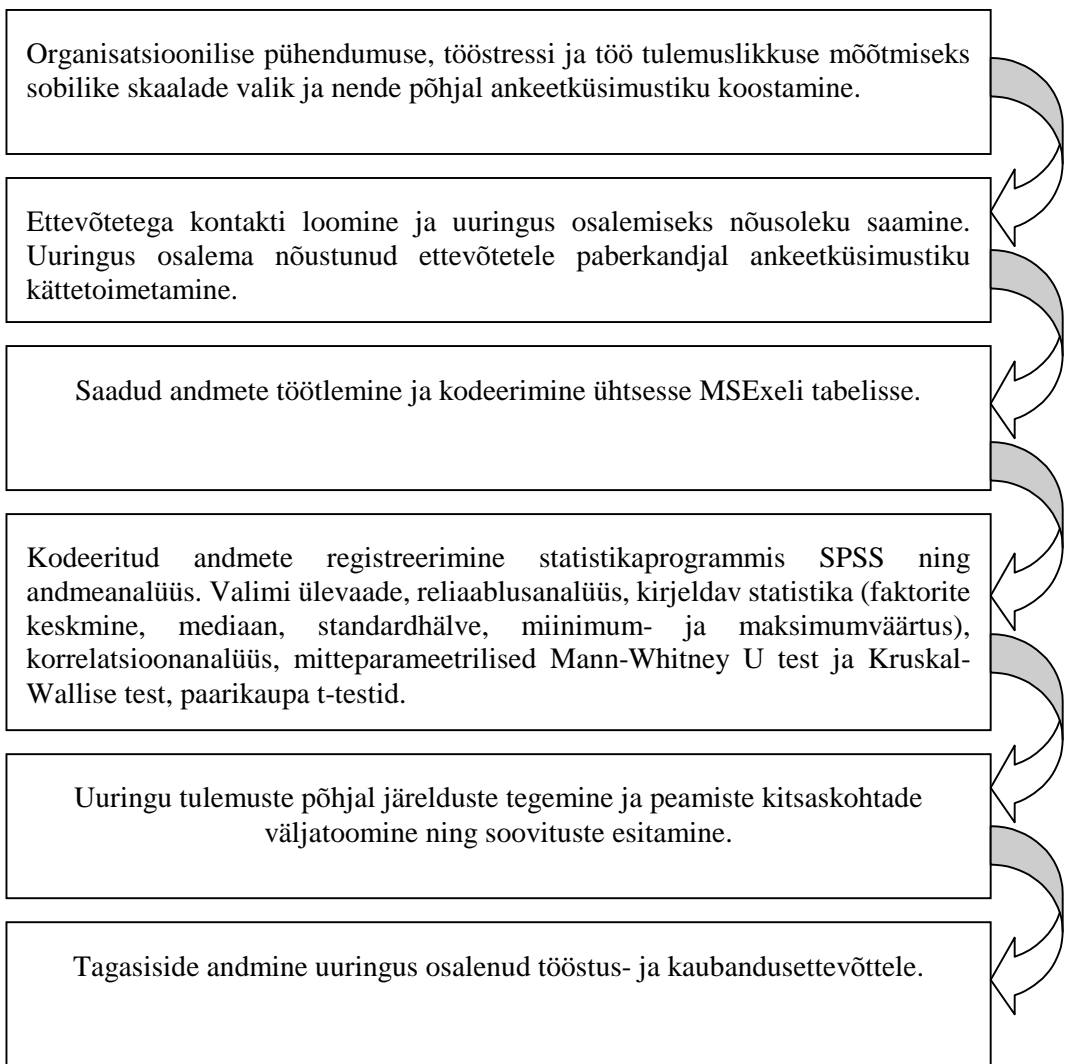 Organisatsioonilise pühendumuse, tööstressi ja töö tulemuslikkuse mõõtmiseks
sobilike skaalade valik ja nende põhjal ankeetküsimustiku koostamine.
Ettevõtetega kontakti loomine ja uuringus osalemiseks nõusoleku saamine.
Uuringus osalema nõustunud ettevõtetele paberkandjal ankeetküsimustiku
kättetoimetamine.
Saadud andmete töötlemine ja kodeerimine ühtsesse MSExeli tabelisse.
Kodeeritud andmete registreerimine statistikaprogrammis SPSS ning
andmeanalüüs. Valimi ülevaade, reliaablusanalüüs, kirjeldav statistika (faktorite
keskmine, mediaan, standardhälve, miinimum- ja maksimumväärtus),
korrelatsioonanalüüs, mitteparameetrilised Mann-Whitney U test ja Kruskal-
Wallise test, paarikaupa t-testid.
Uuringu tulemuste põhjal järelduste tegemine ja peamiste kitsaskohtade
väljatoomine ning soovituste esitamine.
Tagasiside andmine uuringus osalenud tööstus- ja kaubandusettevõttele.